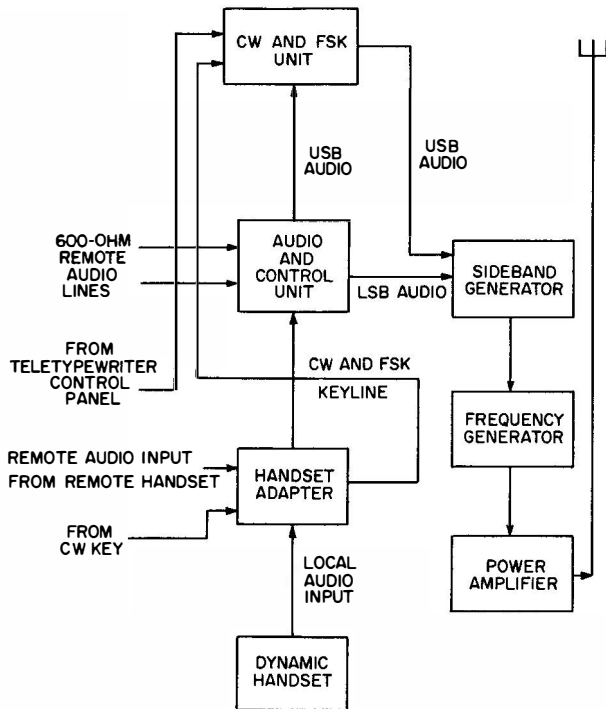 CW AND FSK
UNIT
USB
AUDIO
USB
AUDIO
600-OHM
REMOTE
AUDIO
LINES
AUDIO
AND
CONTROL
UNIT
LSB AUDIO
SIDEBAND
GENERATOR
FROM
TELETYPEWRITER
CONTROL
PANEL
CW AND FSK
KEYLINE
FREQUENCY
GENERATOR
REMOTE AUDIO INPUT
FROM REMOTE HANDSET
HANDSET
ADAPTER
FROM
CW KEY
LOCAL
AUDIO
INPUT
POWER
AMPLIFIER
DYNAMIC
HANDSET